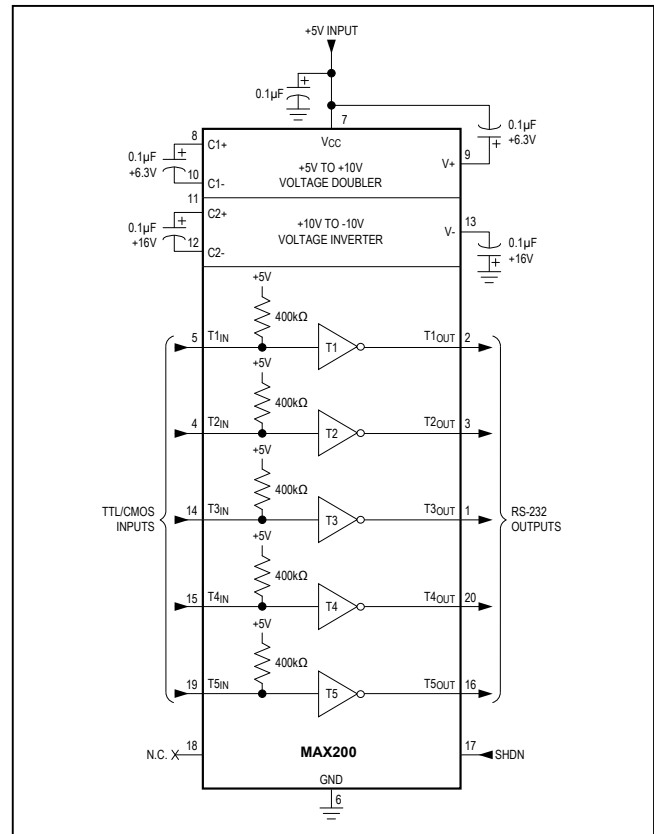 +5V INPUT
0.1µF
7
VCC
0.1µF
+6.3V
8
C1+
0.1µF
+6.3V
10
C1-
+5V TO +10V
VOLTAGE DOUBLER
V+
9
11
C2+
0.1µF
+16V
12
C2-
+10V TO -10V
VOLTAGE INVERTER
V-
13
0.1µF
+16V
+5V
400kΩ
5
T1IN
T1
T1OUT
2
+5V
400kΩ
4
T2IN
T2
T2OUT
3
+5V
400kΩ
TTL/CMOS
INPUTS
14
T3IN
T3
T3OUT
1
RS-232
OUTPUTS
+5V
400kΩ
15
T4IN
T4
T4OUT
20
+5V
400kΩ
19
T5IN
T5
T5OUT
16
N.C.
18
MAX200
17
SHDN
GND
6